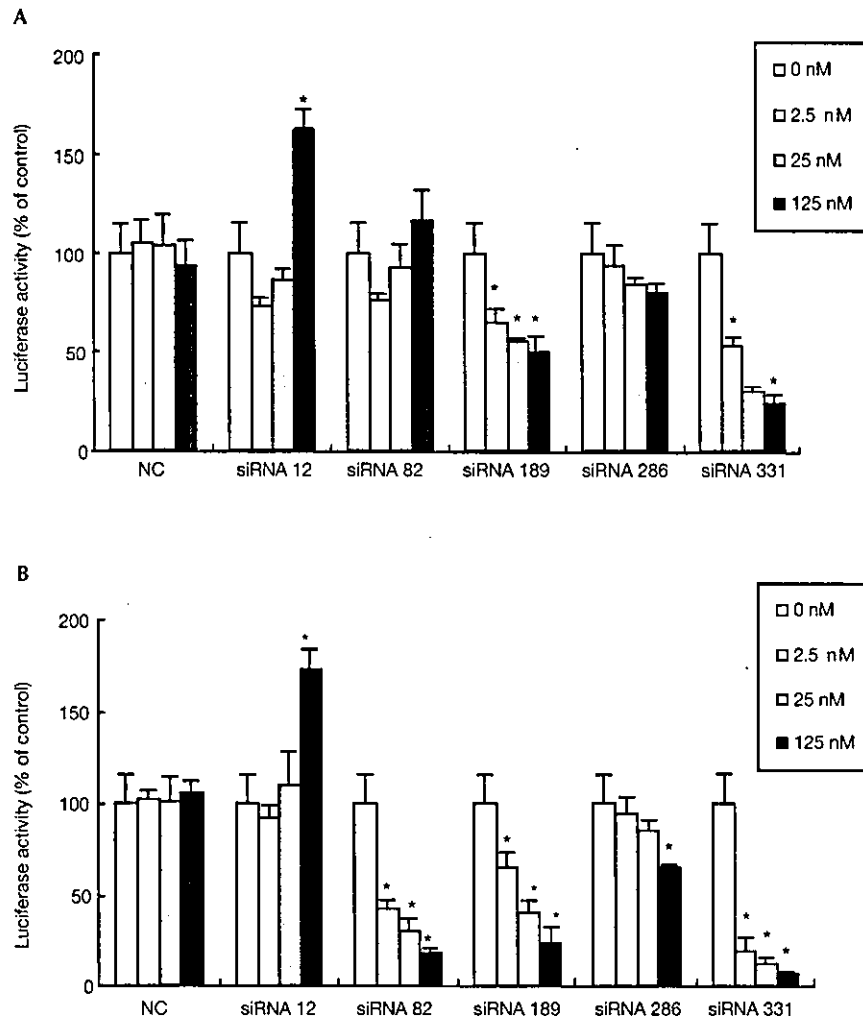 A
Luciferase activity (% of control)
200
150
100
50
0
*
*
*
*
*
*
NC
siRNA 12
siRNA 82
siRNA 189
siRNA 286
siRNA 331
0 nM
2.5 nM
25 nM
125 nM
B
Luciferase activity (% of control)
200
150
100
50
0
*
*
*
*
*
*
*
*
*
*
*
NC
siRNA 12
siRNA 82
siRNA 189
siRNA 286
siRNA 331
0 nM
2.5 nM
25 nM
125 nM